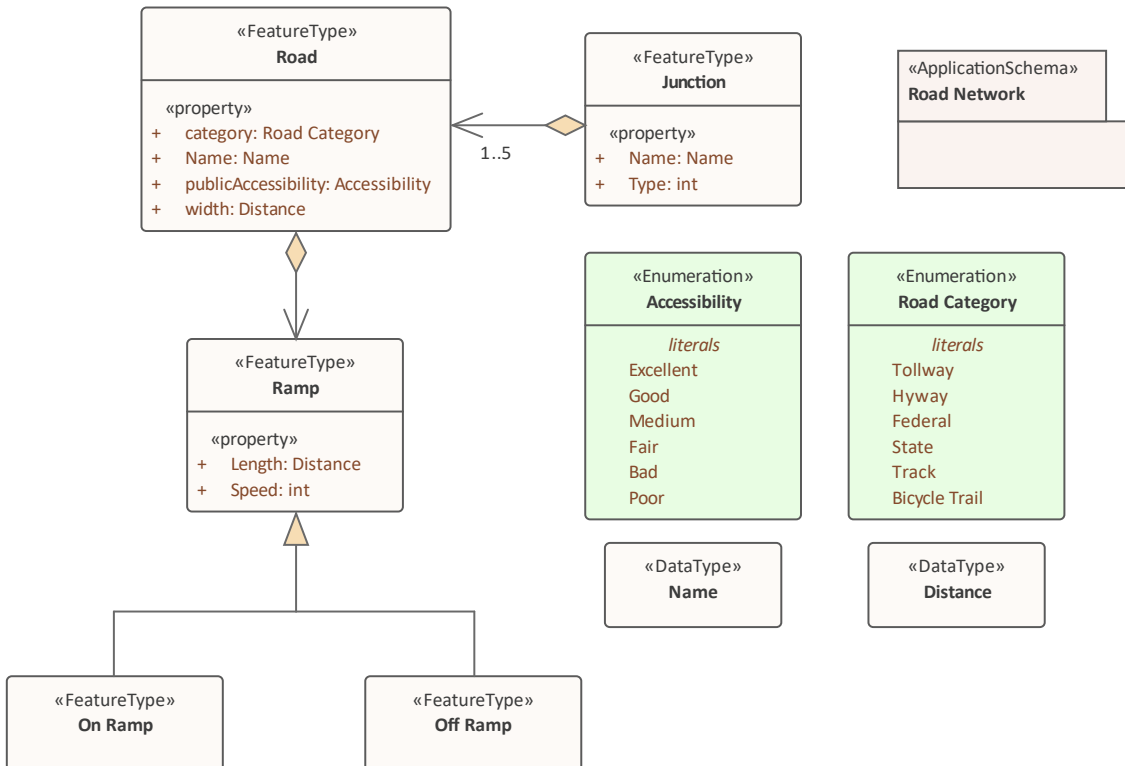 «FeatureType»
Road
«property»
+ category: Road Category
+ Name: Name
+ publicAccessibility: Accessibility
+ width: Distance
1..5
«FeatureType»
Junction
«property»
+ Name: Name
+ Type: int
«ApplicationSchema»
Road Network
«FeatureType»
Ramp
«property»
+ Length: Distance
+ Speed: int
«Enumeration»
Accessibility
literals
Excellent
Good
Medium
Fair
Bad
Poor
«Enumeration»
Road Category
literals
Tollway
Hyway
Federal
State
Track
Bicycle Trail
«DataType»
Name
«DataType»
Distance
«FeatureType»
On Ramp
«FeatureType»
Off Ramp